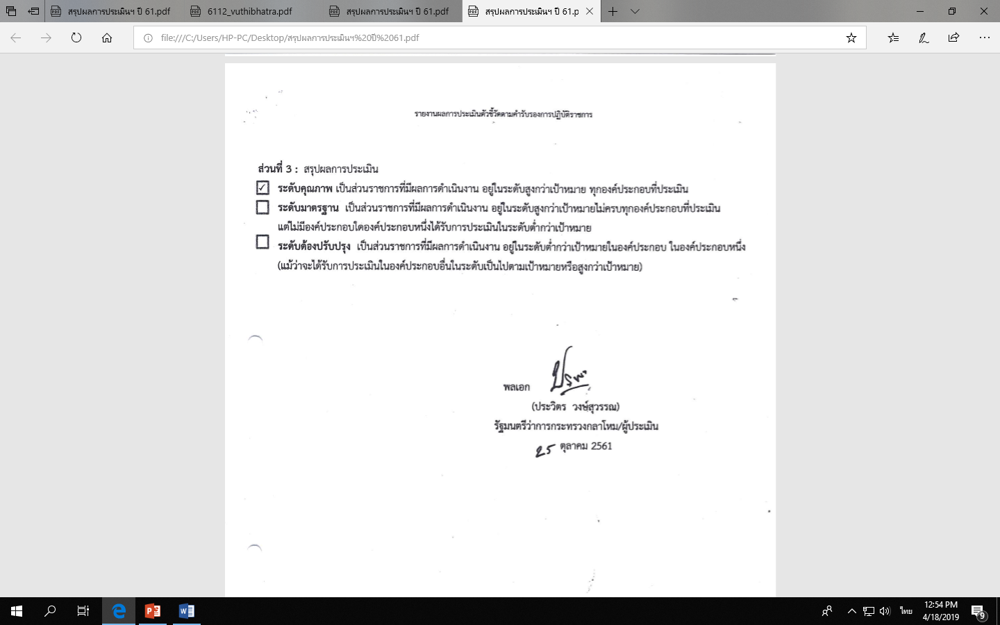 สรุปผลการประเมินฯ ปี 61.pdf
6112_vuthibhatra.pdf
สรุปผลการประเมินฯ ปี 61.pdf
สรุปผลการประเมินฯ ปี 61.p
file:///C:/Users/HP-PC/Desktop/สรุปผลการประเมินฯ%20ปี%2061.pdf
รายงานผลการประเมินตัวชี้วัดตามคำรับรองการปฏิบัติราชการ
ส่วนที่ 3 : สรุปผลการประเมิน
✓ ระดับคุณภาพ เป็นส่วนราชการที่มีผลการดำเนินงาน อยู่ในระดับสูงกว่าเป้าหมาย ทุกองค์ประกอบที่ประเมิน
ระดับมาตรฐาน เป็นส่วนราชการที่มีผลการดำเนินงาน อยู่ในระดับสูงกว่าเป้าหมายไม่ครบทุกองค์ประกอบที่ประเมิน
แต่ไม่มีองค์ประกอบใดองค์ประกอบหนึ่งได้รับการประเมินในระดับต่ำกว่าเป้าหมาย
ระดับต้องปรับปรุง เป็นส่วนราชการที่มีผลการดำเนินงาน อยู่ในระดับต่ำกว่าเป้าหมายในองค์ประกอบ ในองค์ประกอบหนึ่ง
(แม้ว่าจะได้รับการประเมินในองค์ประกอบอื่นในระดับเป็นไปตามเป้าหมายหรือสูงกว่าเป้าหมาย)
พลเอก
(ประวิตร วงษ์สุวรรณ)
รัฐมนตรีว่าการกระทรวงกลาโหม/ผู้ประเมิน
25 ตุลาคม 2561
ไทย
12:54 PM
4/18/2019
9